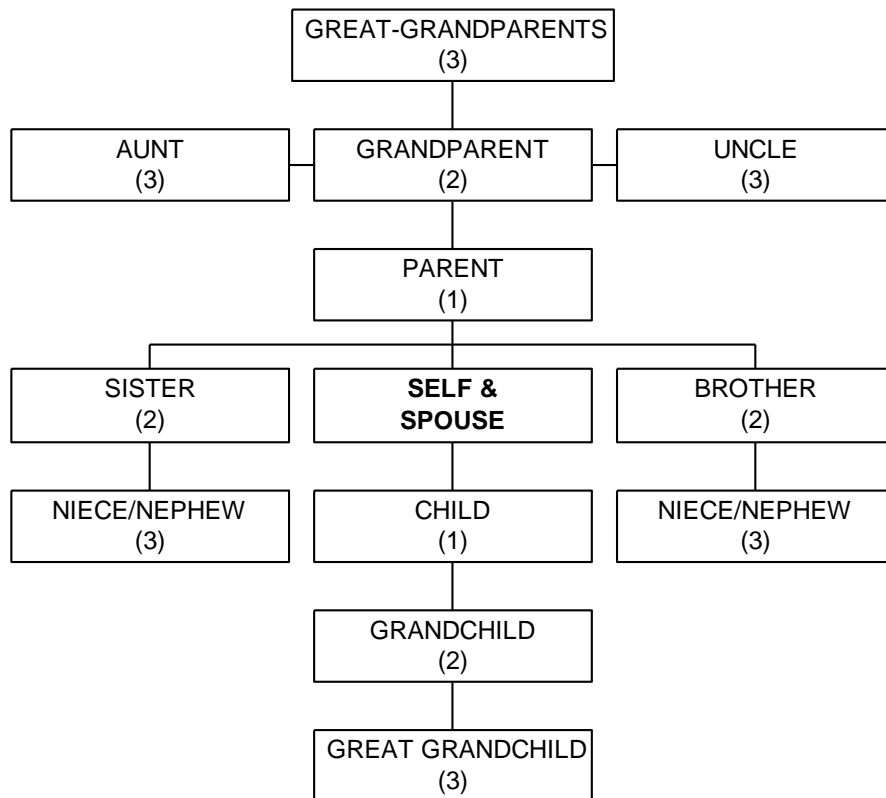 GREAT-GRANDPARENTS
(3)
AUNT
(3)
GRANDPARENT
(2)
UNCLE
(3)
PARENT
(1)
SISTER
(2)
SELF &
SPOUSE
BROTHER
(2)
NIECE/NEPHEW
(3)
CHILD
(1)
NIECE/NEPHEW
(3)
GRANDCHILD
(2)
GREAT GRANDCHILD
(3)